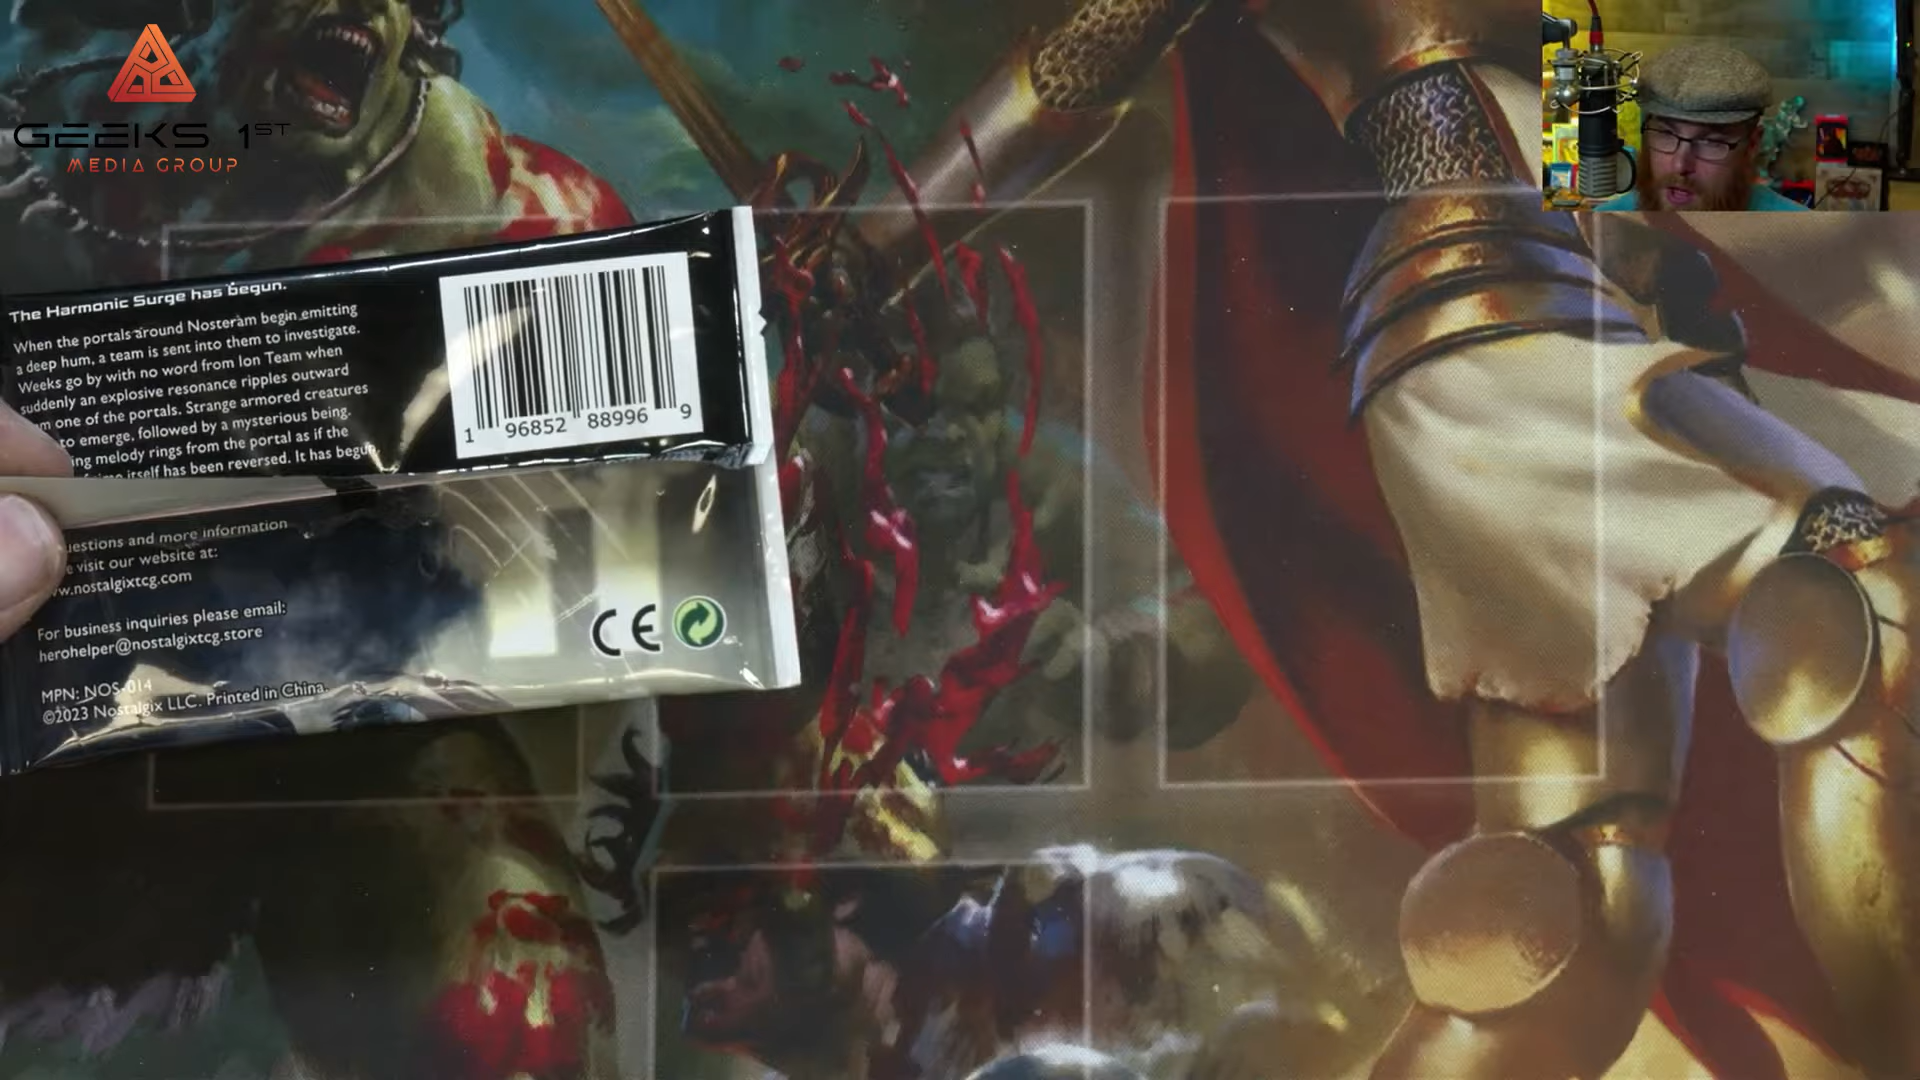 GEEKS 1ST
MEDIA GROUP
The Harmonic Surge has begun.
When the portals around Nosteram begin emitting
a deep hum, a team is sent into them to investigate.
Weeks go by with no word from Ion Team when
suddenly an explosive resonance ripples outward
one of the portals. Strange armored creatures
to emerge, followed by a mysterious being.
melody rings from the portal as if the
itself has been reversed. It has begun
1 96852 88996 9
and more information
visit our website at:
.nostalgixtcg.com
For business inquiries please email:
herohelper@nostalgixtcg.store
MPN: NOS-014
©2023 Nostalgix LLC. Printed in China.
CE